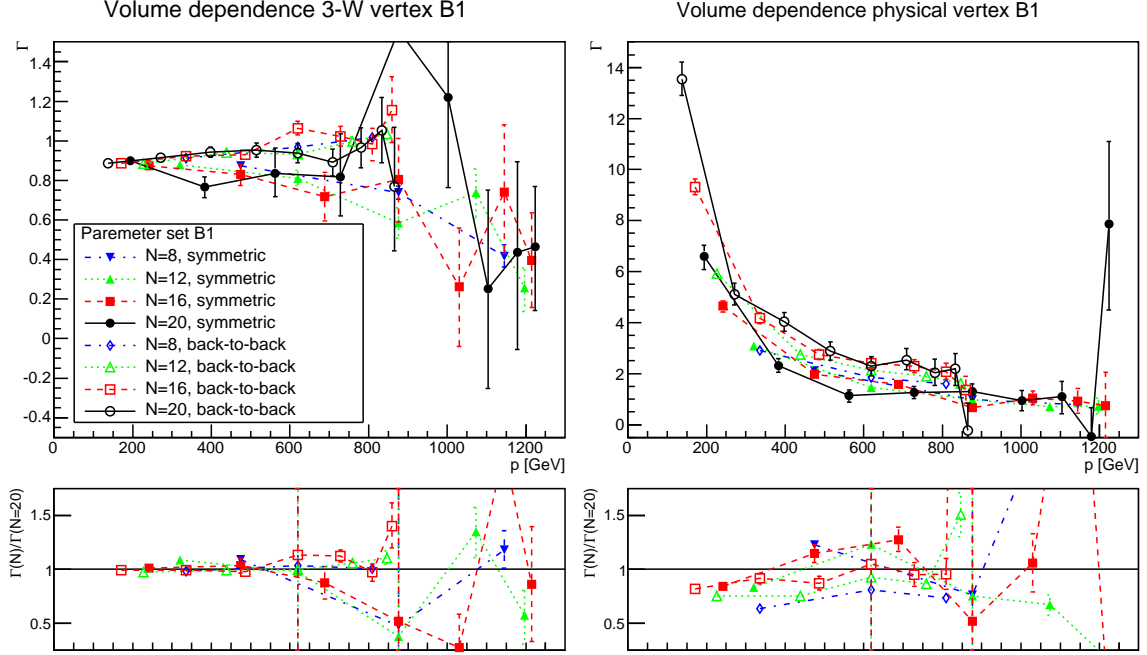 Volume dependence 3-W vertex B1
Γ
1.4
1.2
1
0.8
0.6
0.4
0.2
0
-0.2
-0.4
Paremeter set B1
N=8, symmetric
N=12, symmetric
N=16, symmetric
N=20, symmetric
N=8, back-to-back
N=12, back-to-back
N=16, back-to-back
N=20, back-to-back
0 200 400 600 800 1000 1200
p [GeV]
Γ(N)/Γ(N=20)
1.5
1
0.5
Volume dependence physical vertex B1
Γ
14
12
10
8
6
4
2
0
0 200 400 600 800 1000 1200
p [GeV]
Γ(N)/Γ(N=20)
1.5
1
0.5